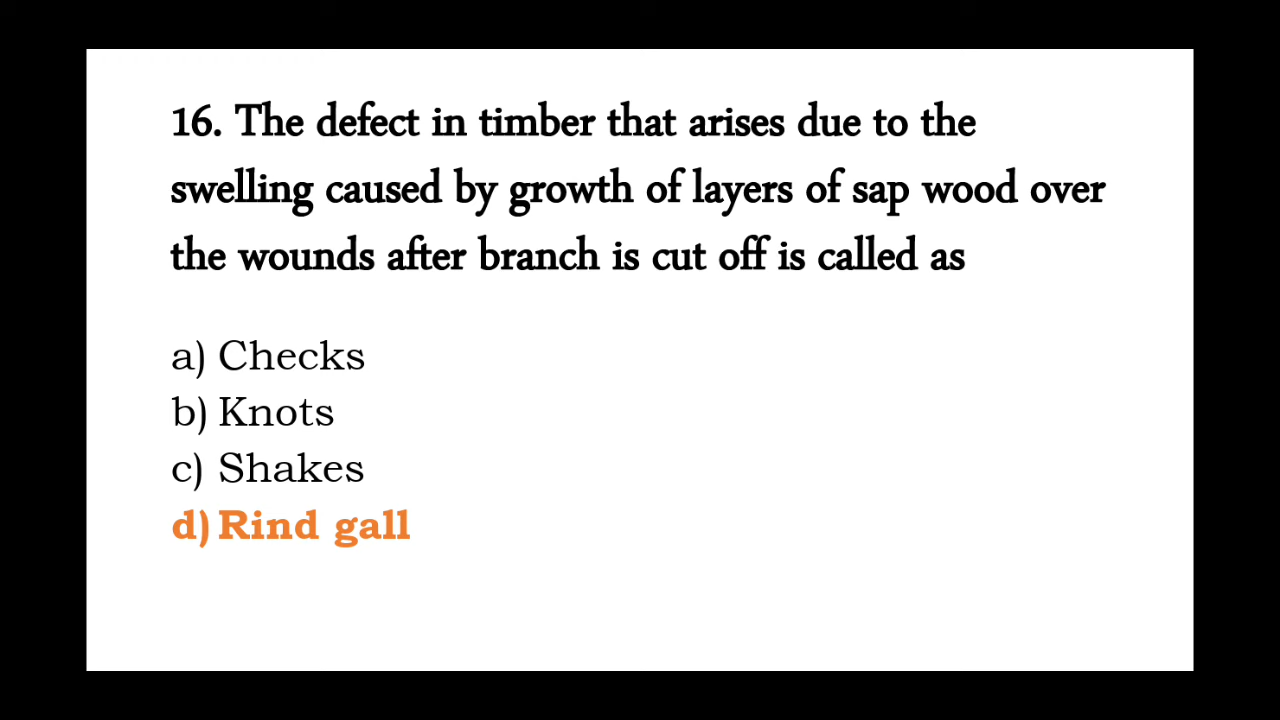 16. The defect in timber that arises due to the
swelling caused by growth of layers of sap wood over
the wounds after branch is cut off is called as
a) Checks
b) Knots
c) Shakes
d) Rind gall